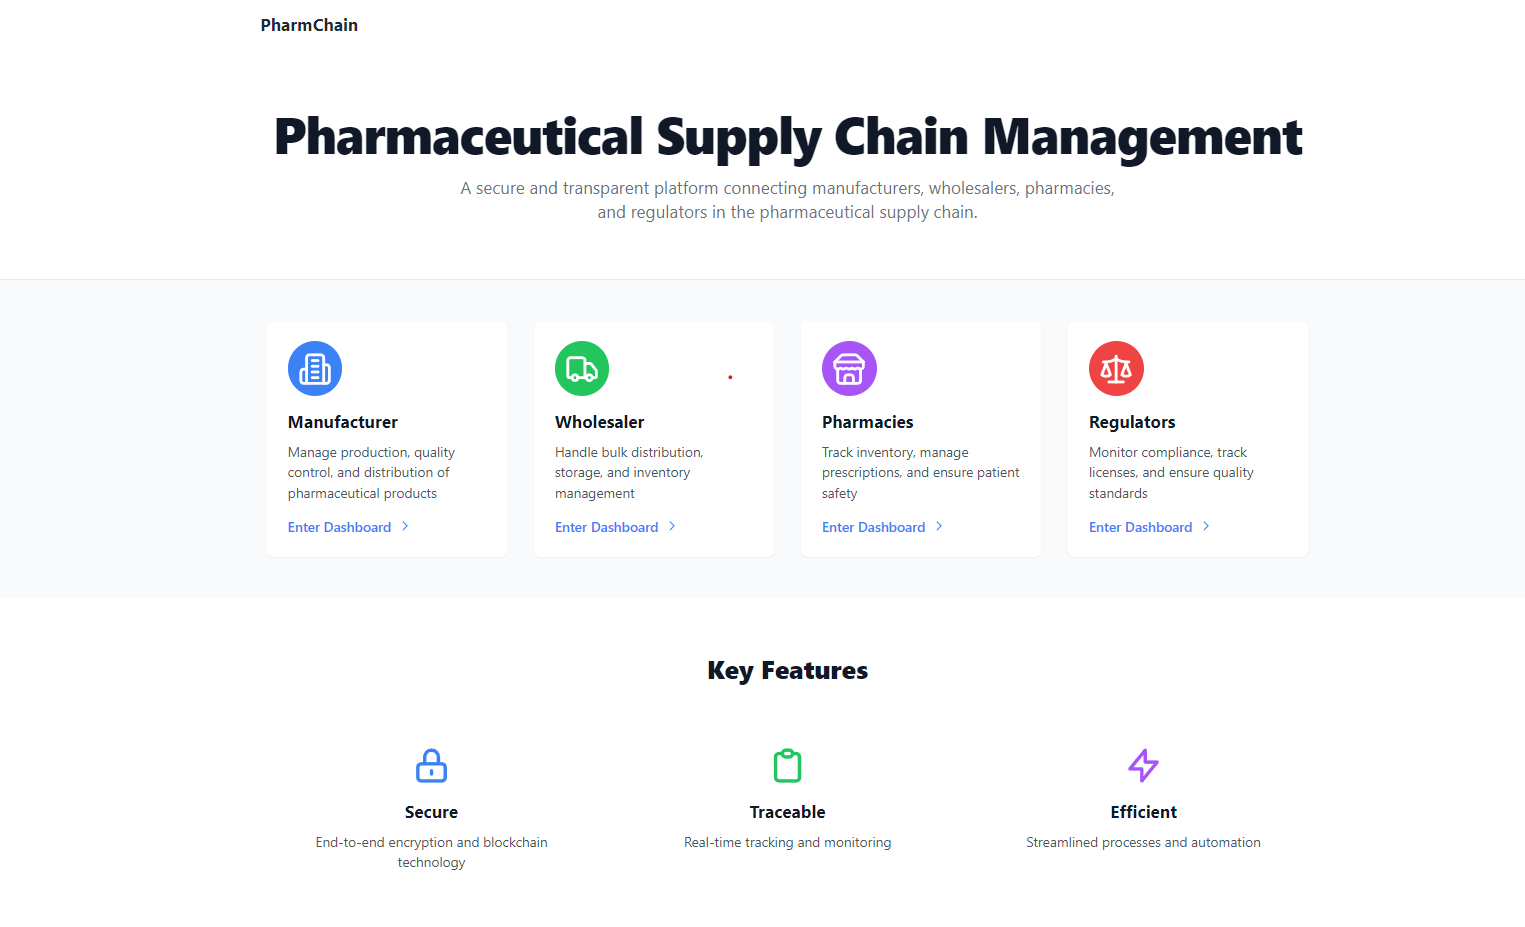 PharmChain
Pharmaceutical Supply Chain Management
A secure and transparent platform connecting manufacturers, wholesalers, pharmacies,
and regulators in the pharmaceutical supply chain.
Manufacturer
Manage production, quality
control, and distribution of
pharmaceutical products
Enter Dashboard
Wholesaler
Handle bulk distribution,
storage, and inventory
management
Enter Dashboard
Pharmacies
Track inventory, manage
prescriptions, and ensure patient
safety
Enter Dashboard
Regulators
Monitor compliance, track
licenses, and ensure quality
standards
Enter Dashboard
Key Features
Secure
End-to-end encryption and blockchain
technology
Traceable
Real-time tracking and monitoring
Efficient
Streamlined processes and automation